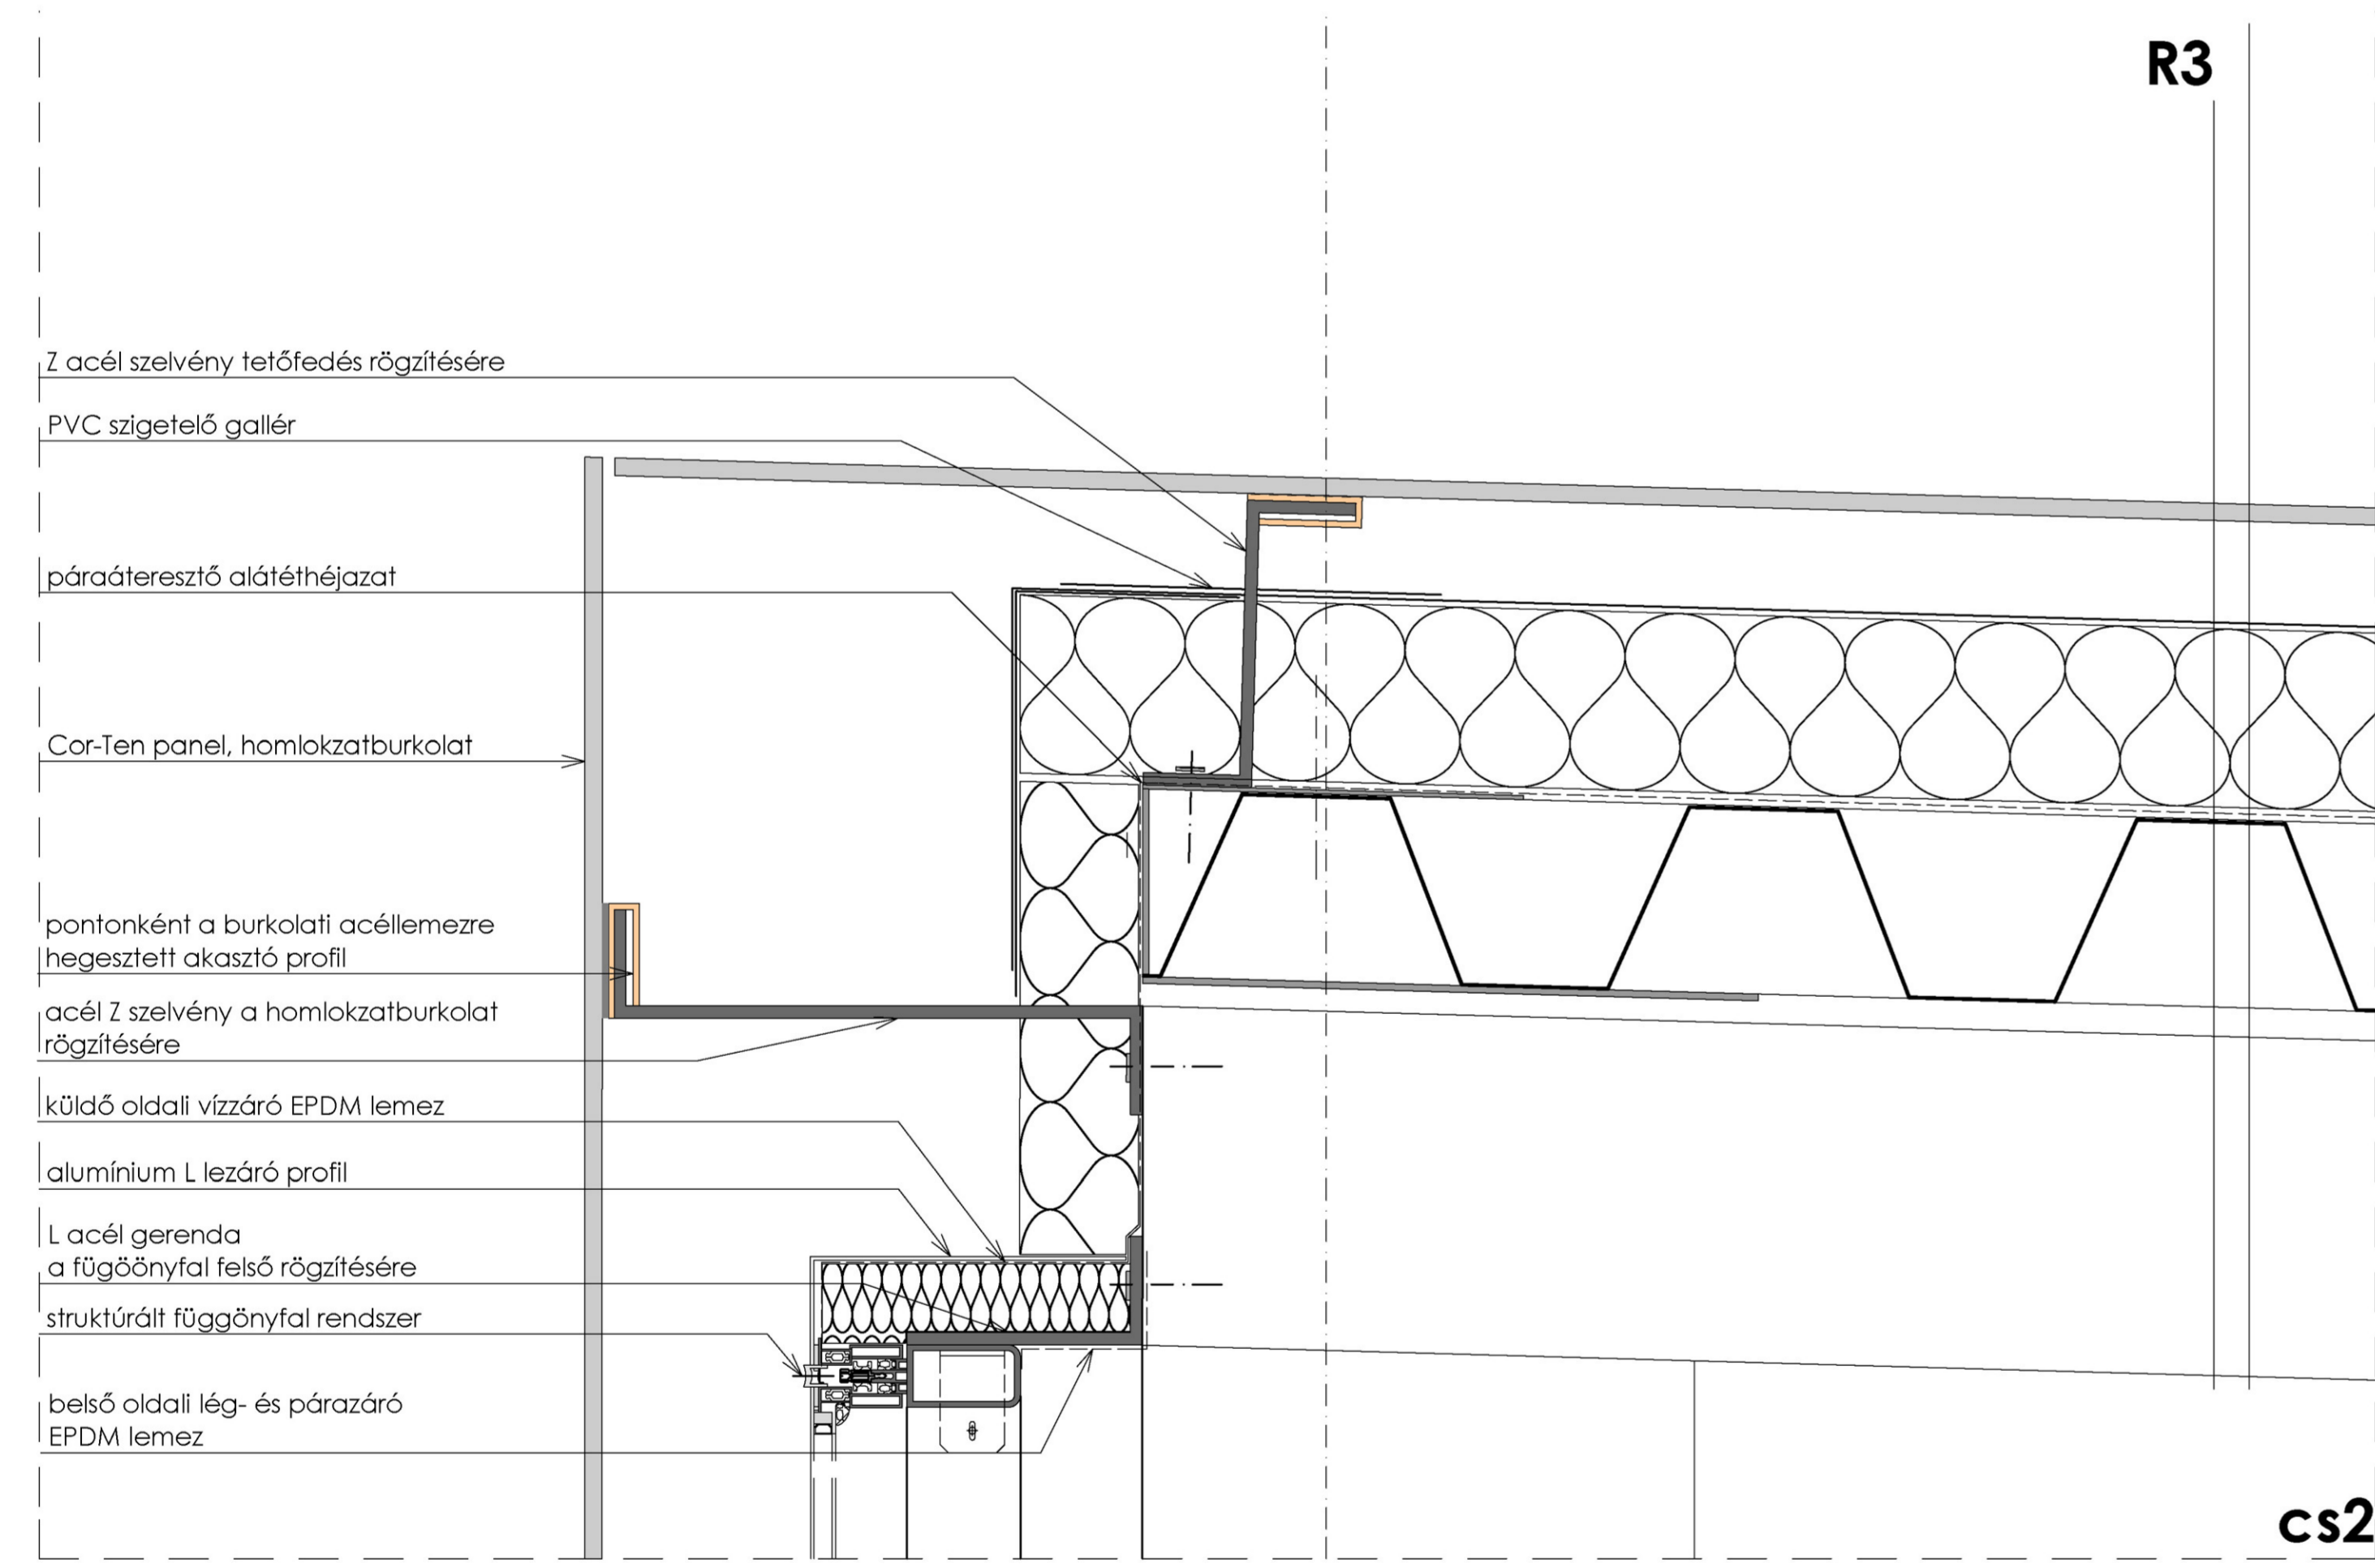 R3
Z acél szelvény tetőfedés rögzítésére
PVC szigetelő gallér
páraáteresztő alátéthéjazat
Cor-Ten panel, homlokzatburkolat
pontonként a burkolati acéllemezre
hegesztett akasztó profil
acél Z szelvény a homlokzatburkolat
rögzítésére
küldő oldali vízzáró EPDM lemez
alumínium L lezáró profil
L acél gerenda
a fügöönyfal felső rögzítésére
struktúrált függönyfal rendszer
belső oldali lég- és párazáró
EPDM lemez
cs2